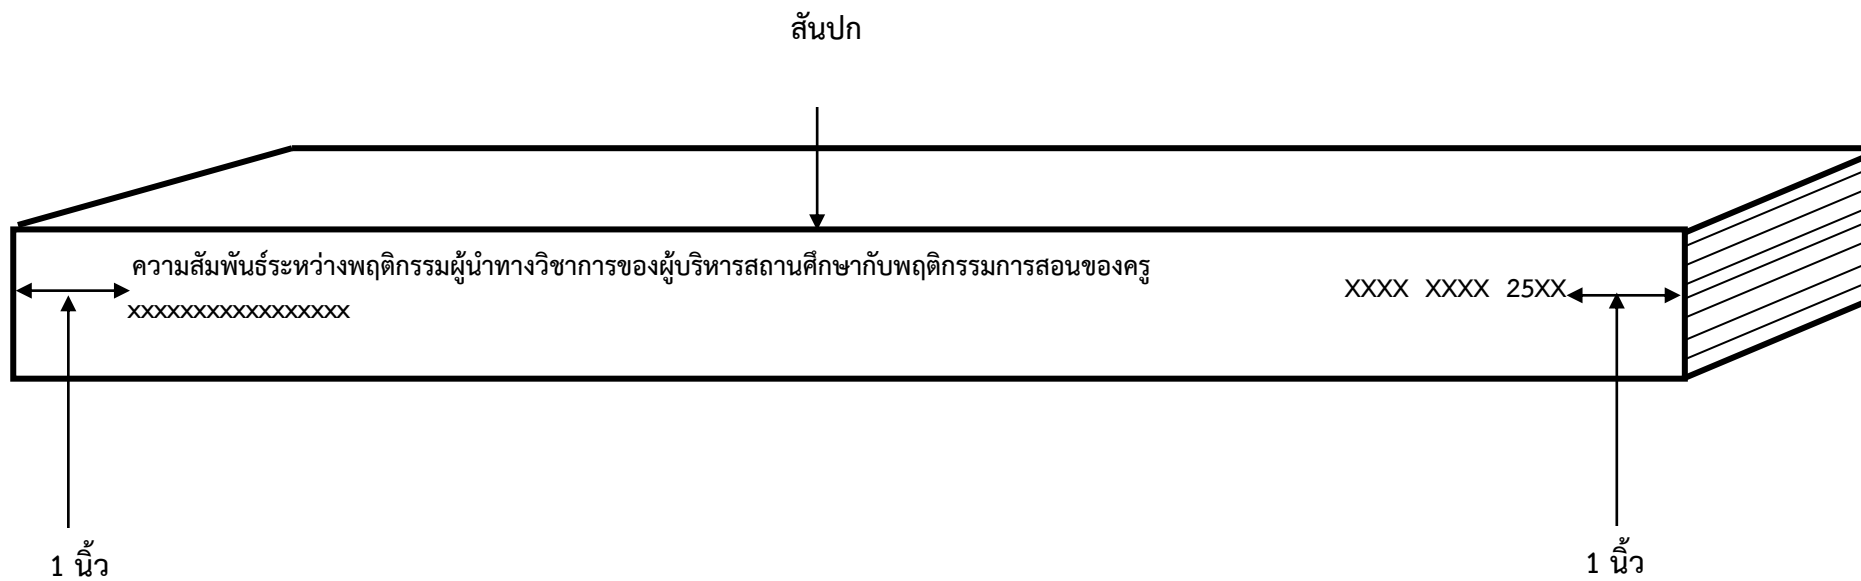 สันปก
ความสัมพันธ์ระหว่างพฤติกรรมผู้นำทางวิชาการของผู้บริหารสถานศึกษากับพฤติกรรมการสอนของครู
XXXX XXXX 25XX
xxxxxxxxxxxxxxxxx
1 นิ้ว
1 นิ้ว